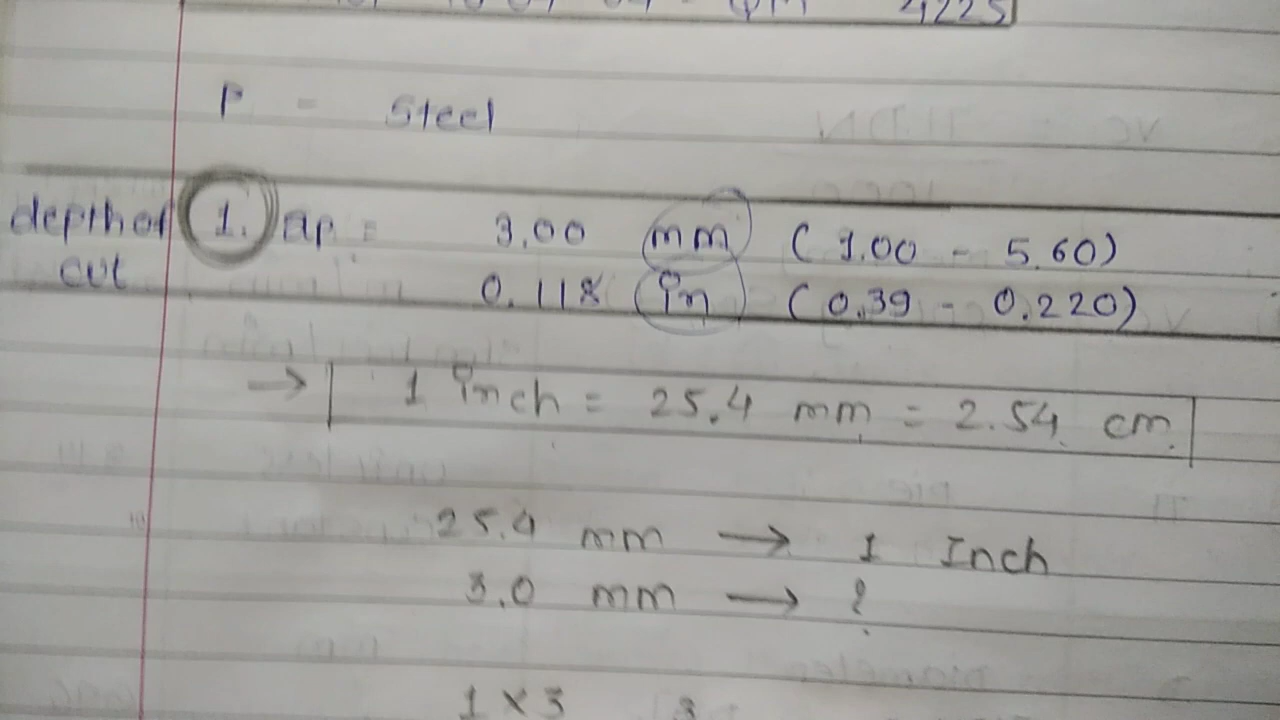 4225
P - Steel
depth of cut
1. ap = 3.00 mm (1.00 - 5.60)
0.118 in (0.39 - 0.220)
→ 1 inch = 25.4 mm = 2.54 cm.
25.4 mm → 1 Inch
3.0 mm → ?
1 x 3 3